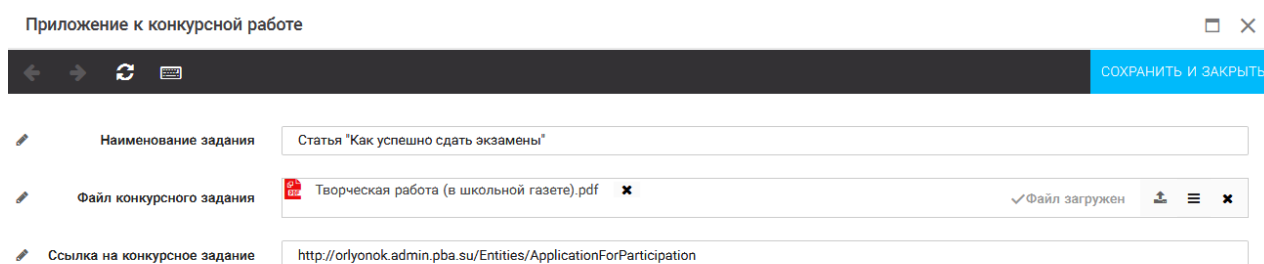 Приложение к конкурсной работе
СОХРАНИТЬ И ЗАКРЫТЬ
Наименование задания Статья "Как успешно сдать экзамены"
Файл конкурсного задания Творческая работа (в школьной газете).pdf Файл загружен
Ссылка на конкурсное задание http://orlyonok.admin.pba.su/Entities/ApplicationForParticipation